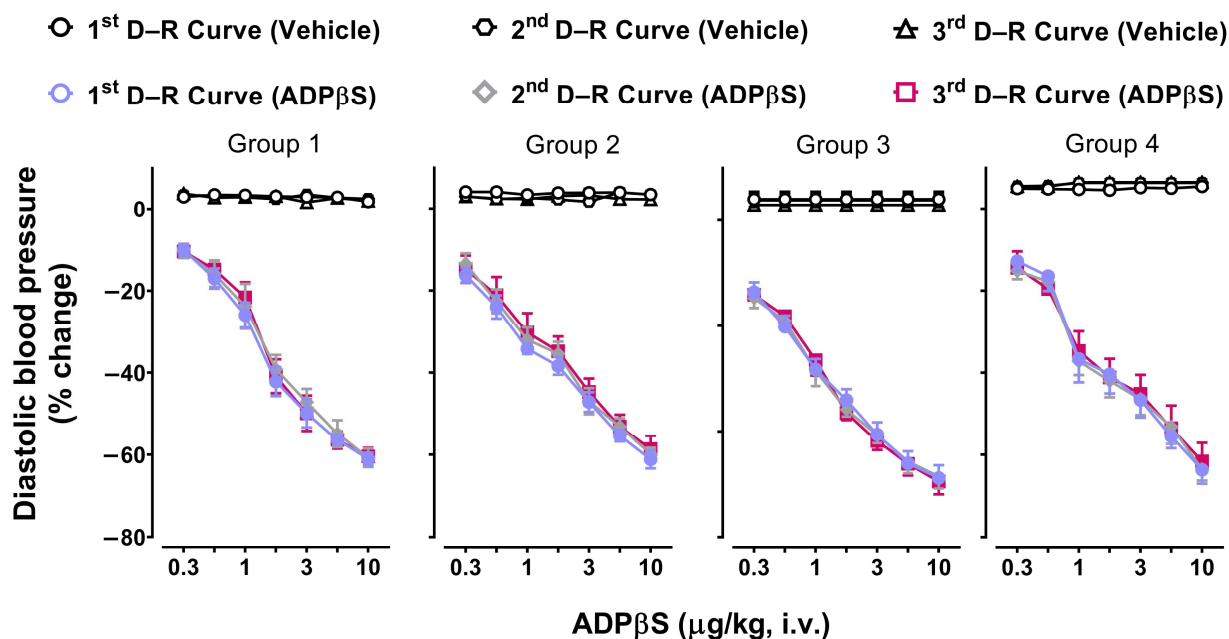 1st D–R Curve (Vehicle) 2nd D–R Curve (Vehicle) 3rd D–R Curve (Vehicle)
1st D–R Curve (ADPβS) 2nd D–R Curve (ADPβS) 3rd D–R Curve (ADPβS)
Group 1 Group 2 Group 3 Group 4
Diastolic blood pressure
(% change)
0
−20
−40
−60
−80
0.3 1 3 10 0.3 1 3 10 0.3 1 3 10 0.3 1 3 10
ADPβS (μg/kg, i.v.)